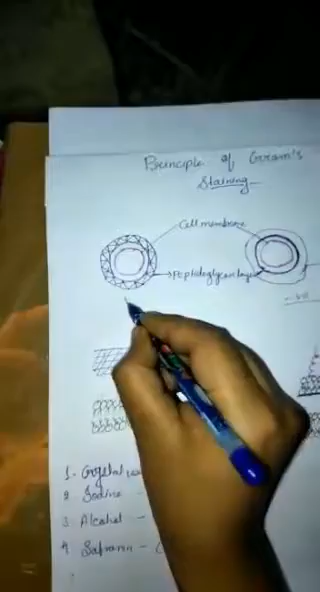 Principle of Gram's
Staining
Cell membrane
Peptidoglycan layer
1. Crystal
2 Iodine -
3 Alcohol -
4 Safranin - (